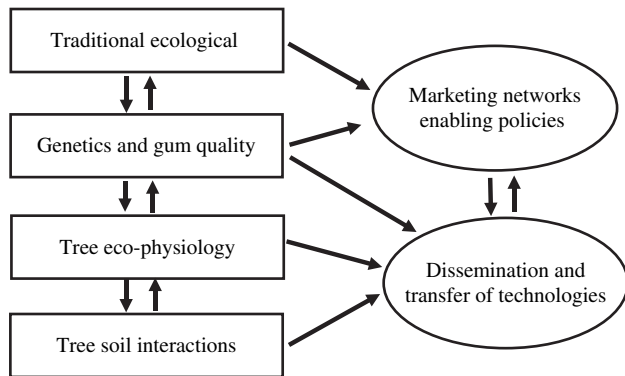 Traditional ecological
Genetics and gum quality
Tree eco-physiology
Tree soil interactions
Marketing networks
enabling policies
Dissemination and
transfer of technologies